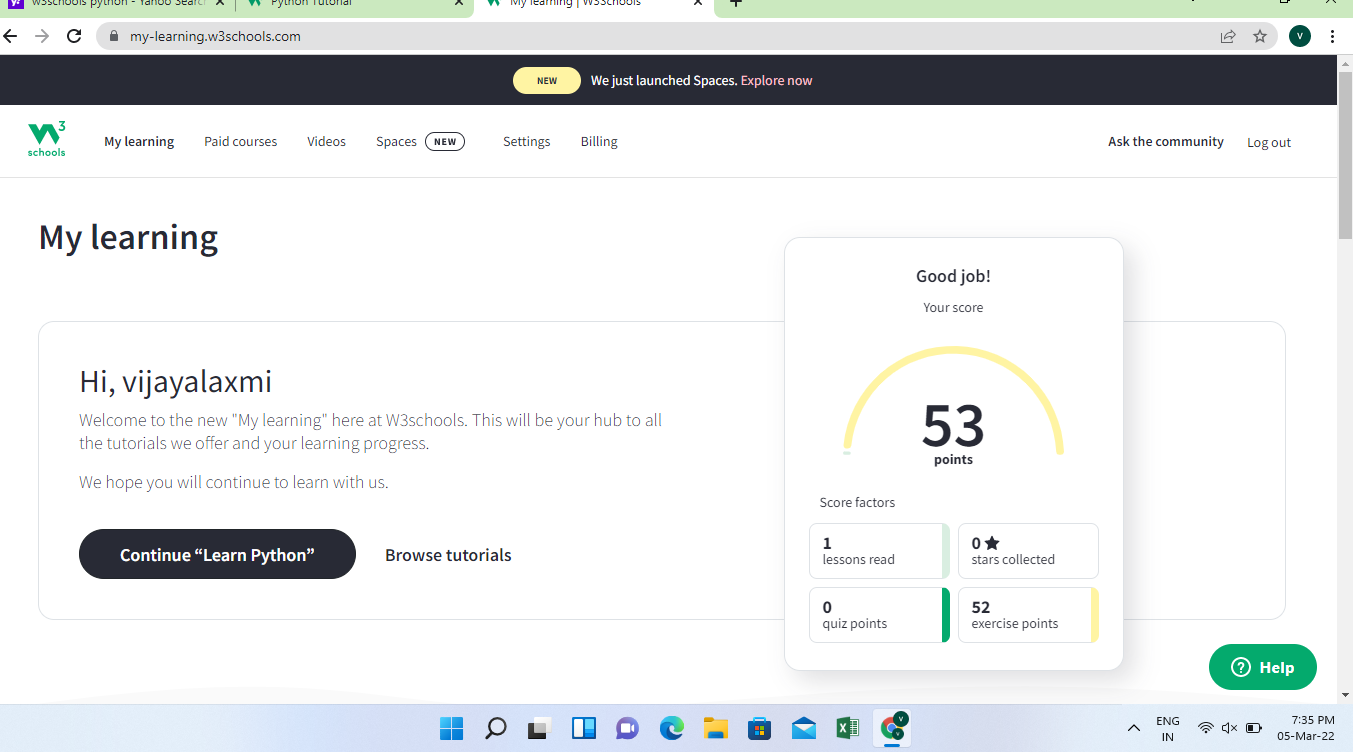 w3schools python - Yahoo Searc
Python Tutorial
My learning | W3Schools
my-learning.w3schools.com
V
NEW We just launched Spaces. Explore now
3
schools
My learning
Paid courses
Videos
Spaces NEW
Settings
Billing
Ask the community
Log out
My learning
Hi, vijayalaxmi
Welcome to the new "My learning" here at W3schools. This will be your hub to all
the tutorials we offer and your learning progress.
We hope you will continue to learn with us.
Continue “Learn Python”
Browse tutorials
Good job!
Your score
53
points
Score factors
1
lessons read
0
stars collected
0
quiz points
52
exercise points
? Help
ENG
IN
7:35 PM
05-Mar-22